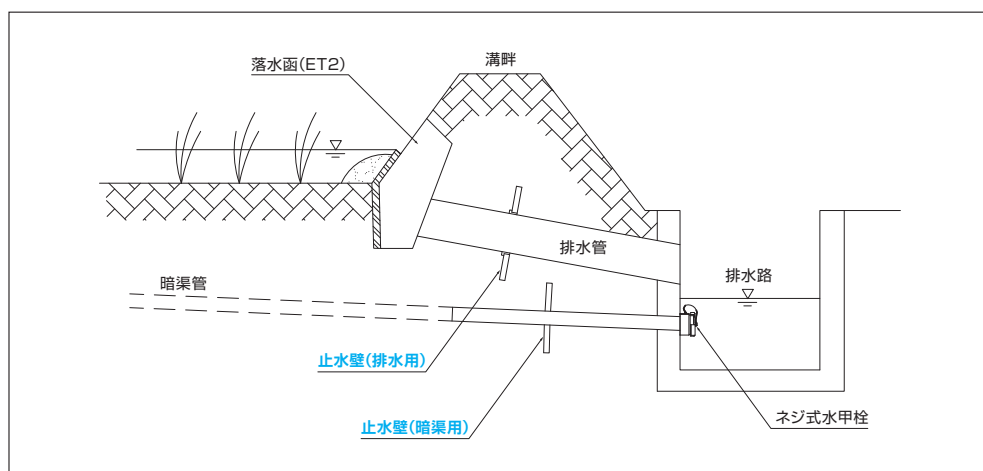 溝畔
落水函(ET2)
排水管
排水路
暗渠管
止水壁(排水用)
止水壁(暗渠用)
ネジ式水甲栓